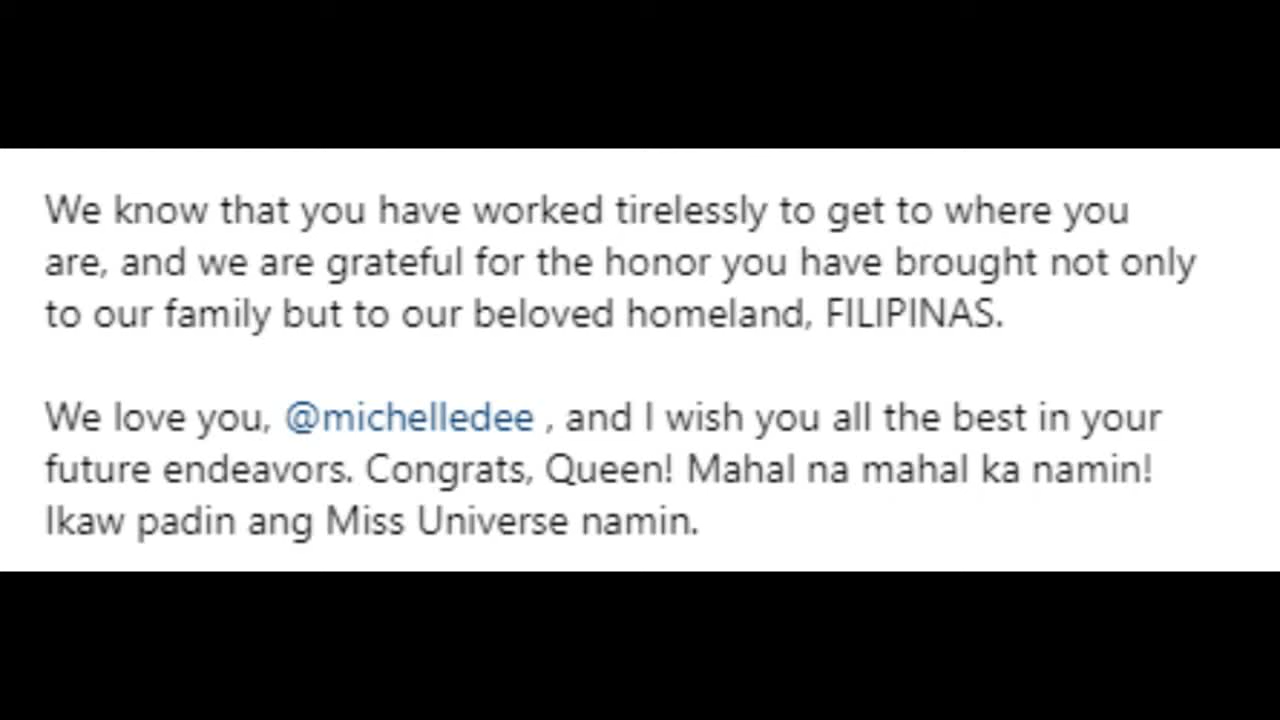 We know that you have worked tirelessly to get to where you
are, and we are grateful for the honor you have brought not only
to our family but to our beloved homeland, FILIPINAS.
We love you, @michelledee , and I wish you all the best in your
future endeavors. Congrats, Queen! Mahal na mahal ka namin!
Ikaw padin ang Miss Universe namin.